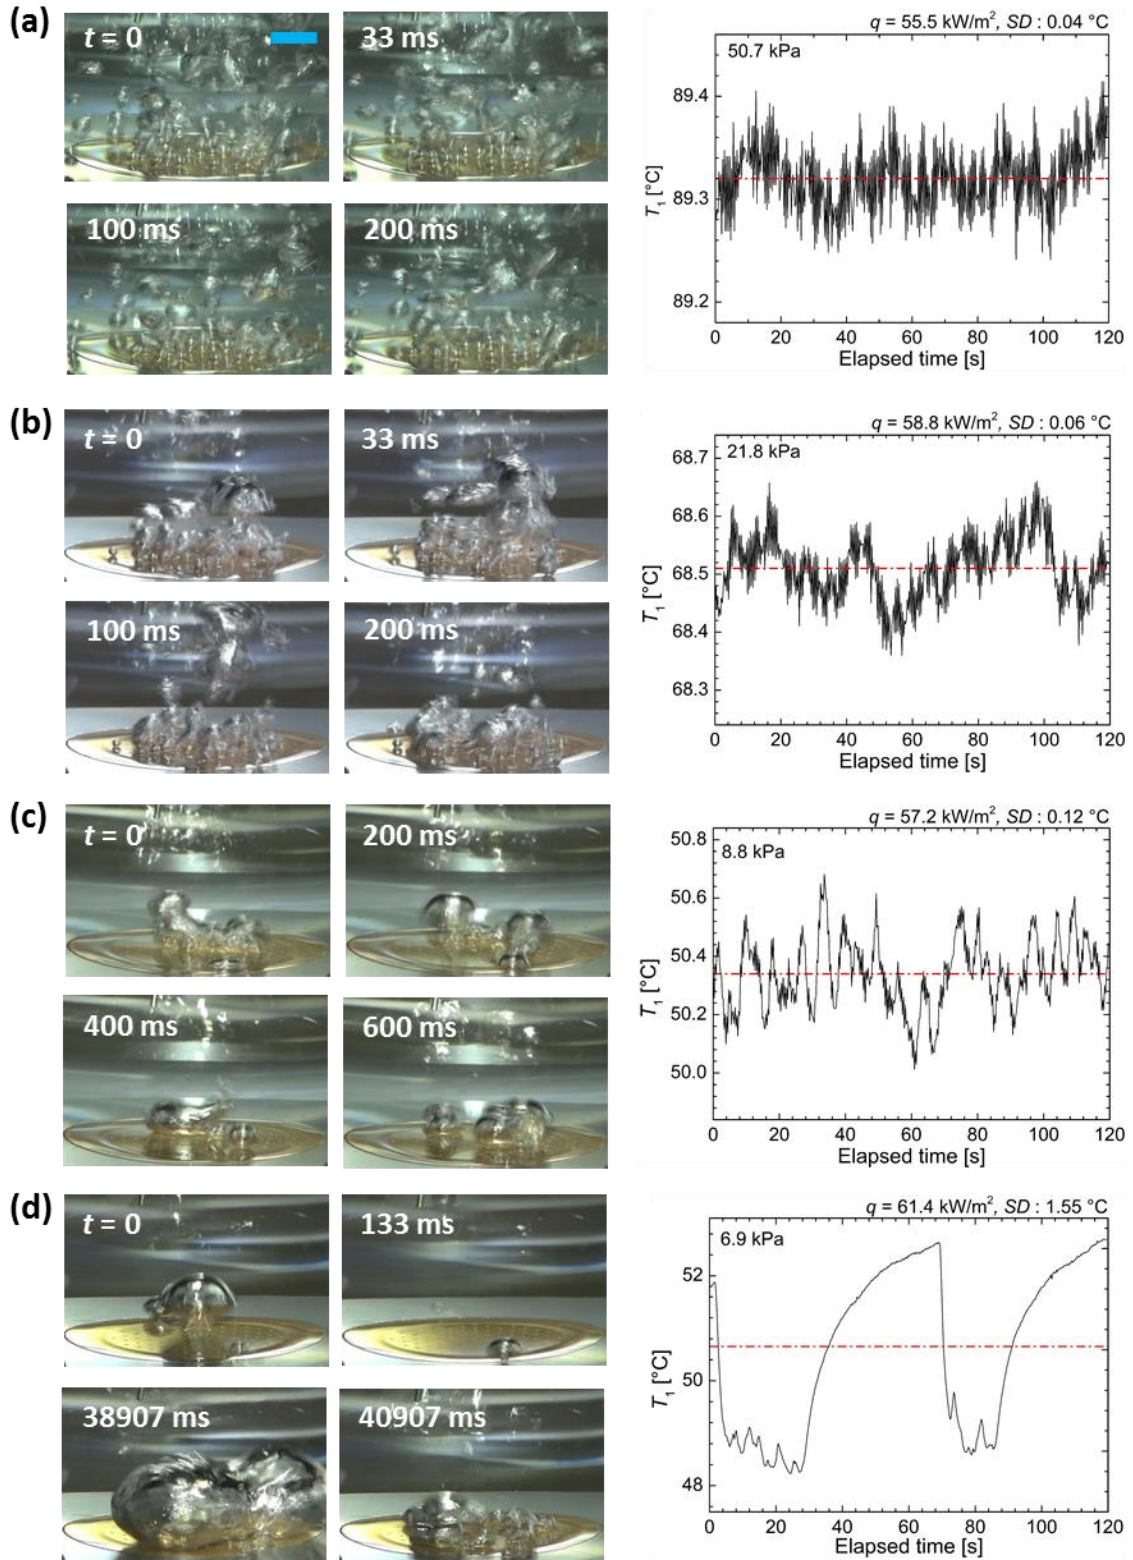 (a)
t = 0
33 ms
100 ms
200 ms
q = 55.5 kW/m², SD : 0.04 °C
50.7 kPa
T₁ [°C]
89.4
89.3
89.2
0 20 40 60 80 100 120
Elapsed time [s]
(b)
t = 0
33 ms
100 ms
200 ms
q = 58.8 kW/m², SD : 0.06 °C
21.8 kPa
T₁ [°C]
68.7
68.6
68.5
68.4
68.3
0 20 40 60 80 100 120
Elapsed time [s]
(c)
t = 0
200 ms
400 ms
600 ms
q = 57.2 kW/m², SD : 0.12 °C
8.8 kPa
T₁ [°C]
50.8
50.6
50.4
50.2
50.0
0 20 40 60 80 100 120
Elapsed time [s]
(d)
t = 0
133 ms
38907 ms
40907 ms
q = 61.4 kW/m², SD : 1.55 °C
6.9 kPa
T₁ [°C]
52
50
48
0 20 40 60 80 100 120
Elapsed time [s]